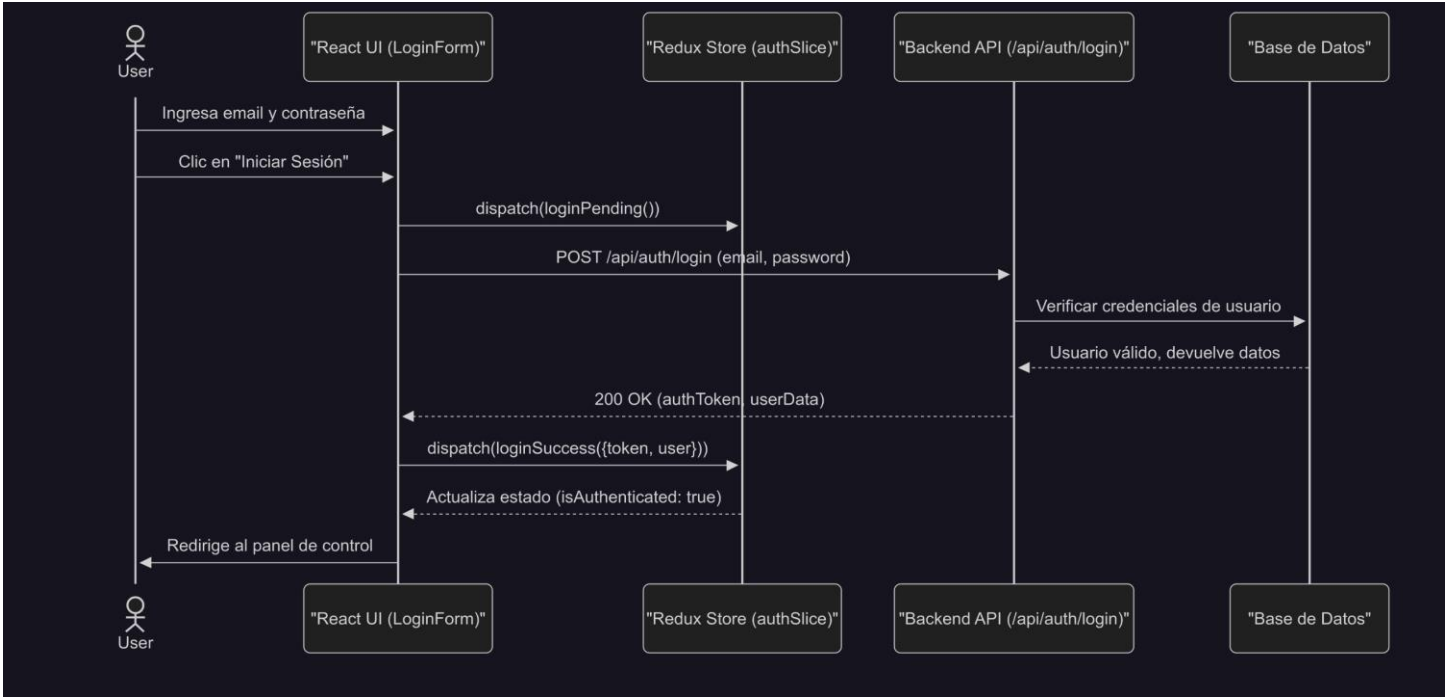 User
"React UI (LoginForm)"
"Redux Store (authSlice)"
"Backend API (/api/auth/login)"
"Base de Datos"
Ingresa email y contraseña
Clic en "Iniciar Sesión"
dispatch(loginPending())
POST /api/auth/login (email, password)
Verificar credenciales de usuario
Usuario válido, devuelve datos
200 OK (authToken, userData)
dispatch(loginSuccess({token, user}))
Actualiza estado (isAuthenticated: true)
Redirige al panel de control
User
"React UI (LoginForm)"
"Redux Store (authSlice)"
"Backend API (/api/auth/login)"
"Base de Datos"